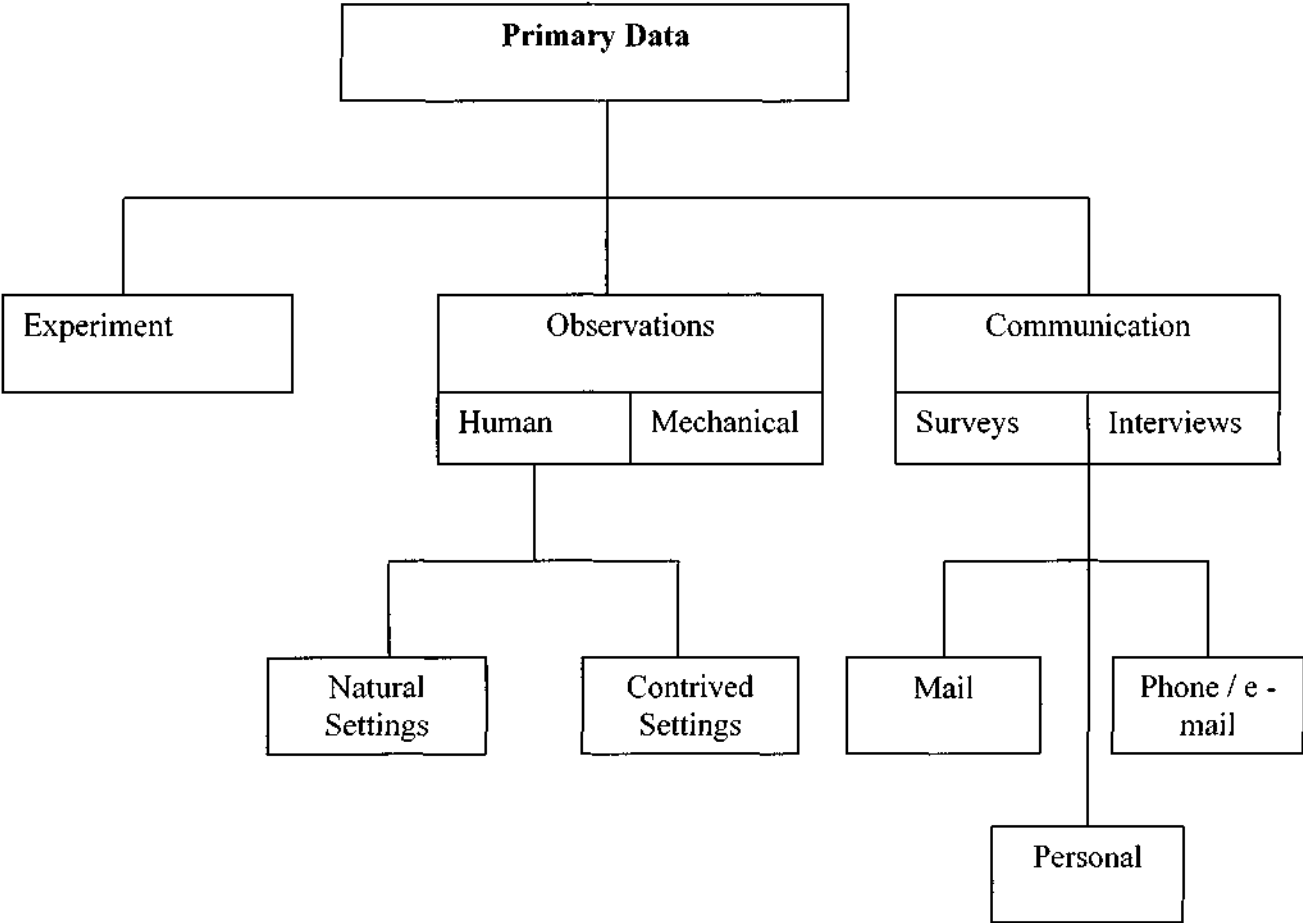 Primary Data
Experiment
Observations
Communication
Human
Mechanical
Surveys
Interviews
Natural
Settings
Contrived
Settings
Mail
Phone / e -
mail
Personal